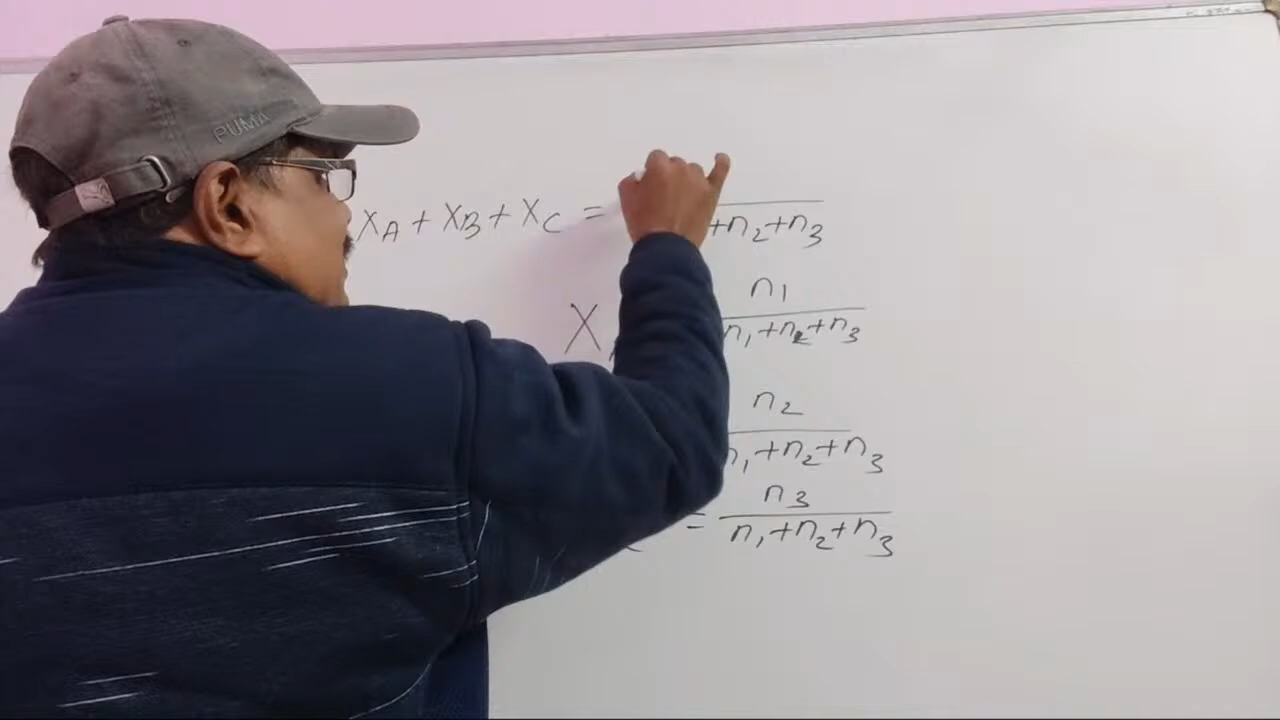 PUMA
XA + XB + XC = +n2+n3
X n1
n1+n2+n3
n2
n1+n2+n3
n3
= n1+n2+n3